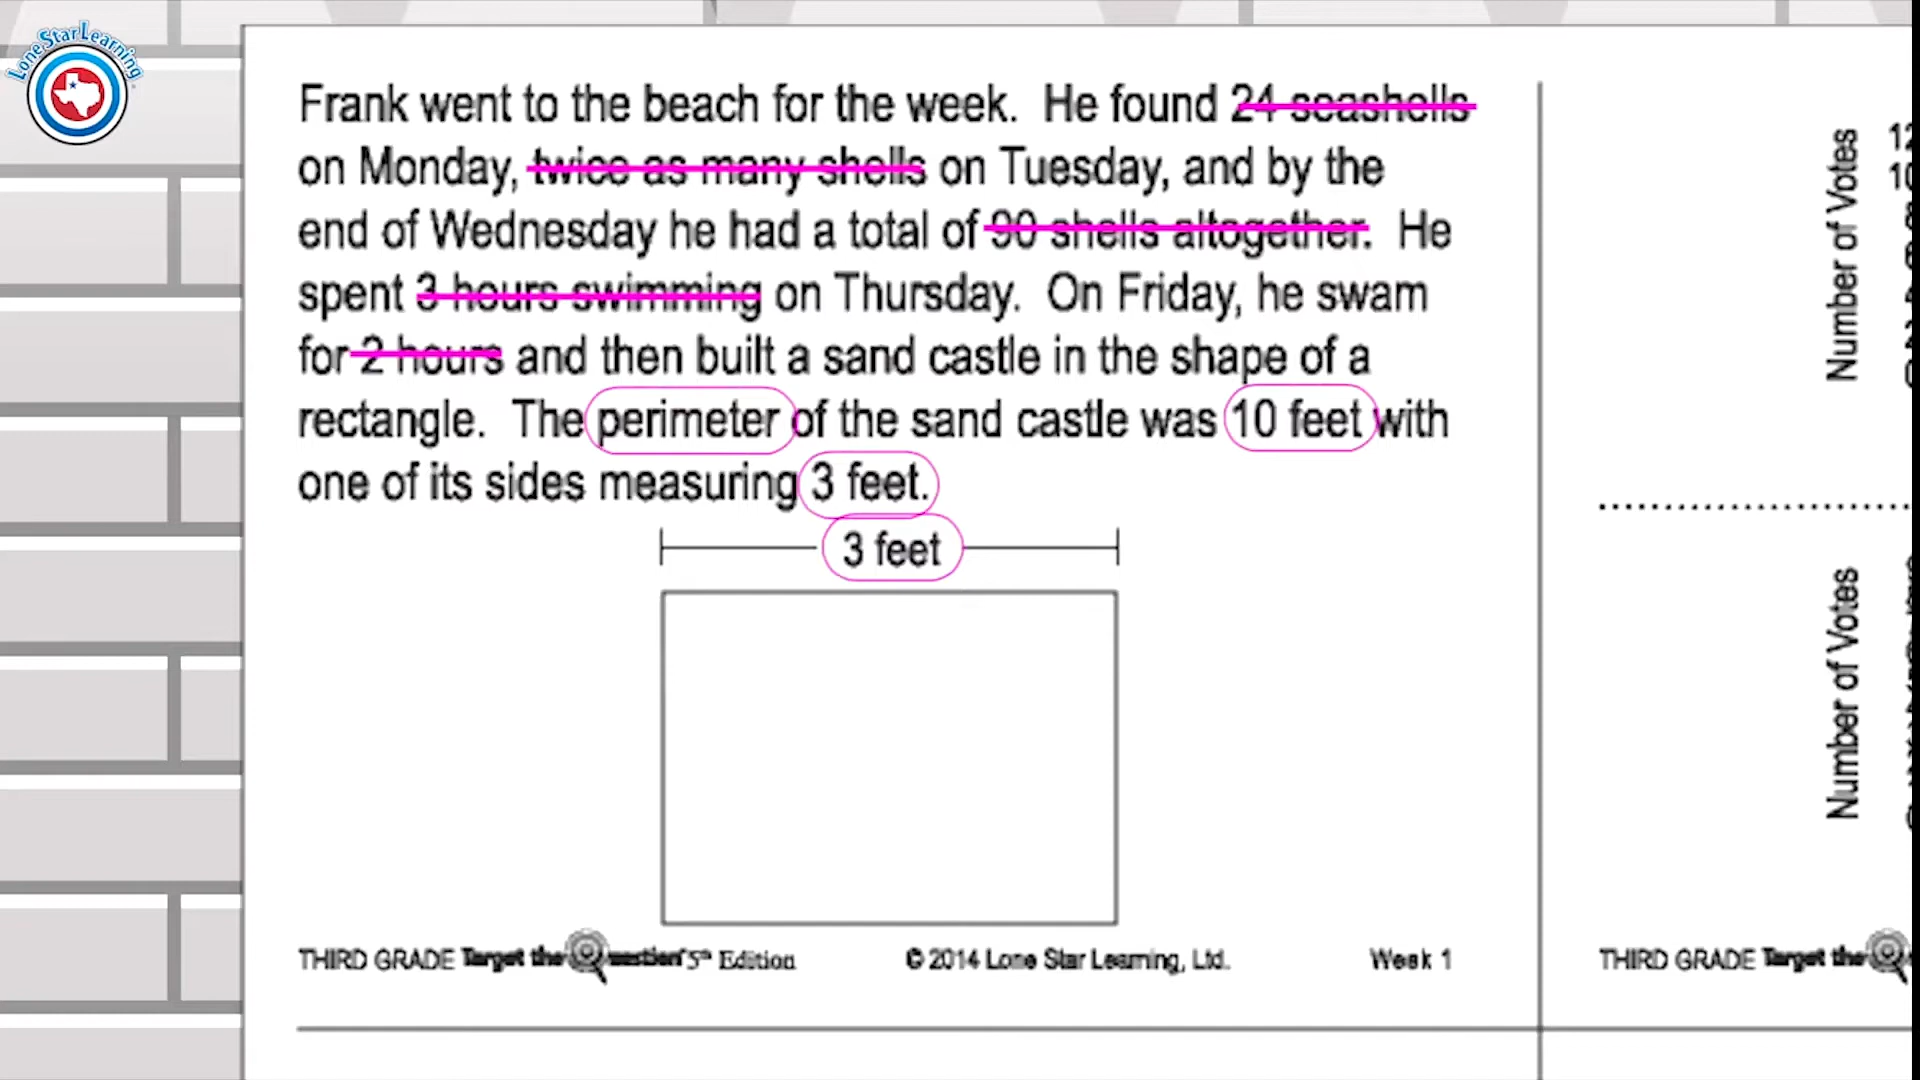 Lone Star Learning
Frank went to the beach for the week. He found 24 seashells
on Monday, twice as many shells on Tuesday, and by the
end of Wednesday he had a total of 90 shells altogether. He
spent 3 hours swimming on Thursday. On Friday, he swam
for 2 hours and then built a sand castle in the shape of a
rectangle. The perimeter of the sand castle was 10 feet with
one of its sides measuring 3 feet.
3 feet
THIRD GRADE Target the Question 5th Edition © 2014 Lone Star Learning, Ltd. Week 1
Number of Votes
Number of Votes
THIRD GRADE Target the